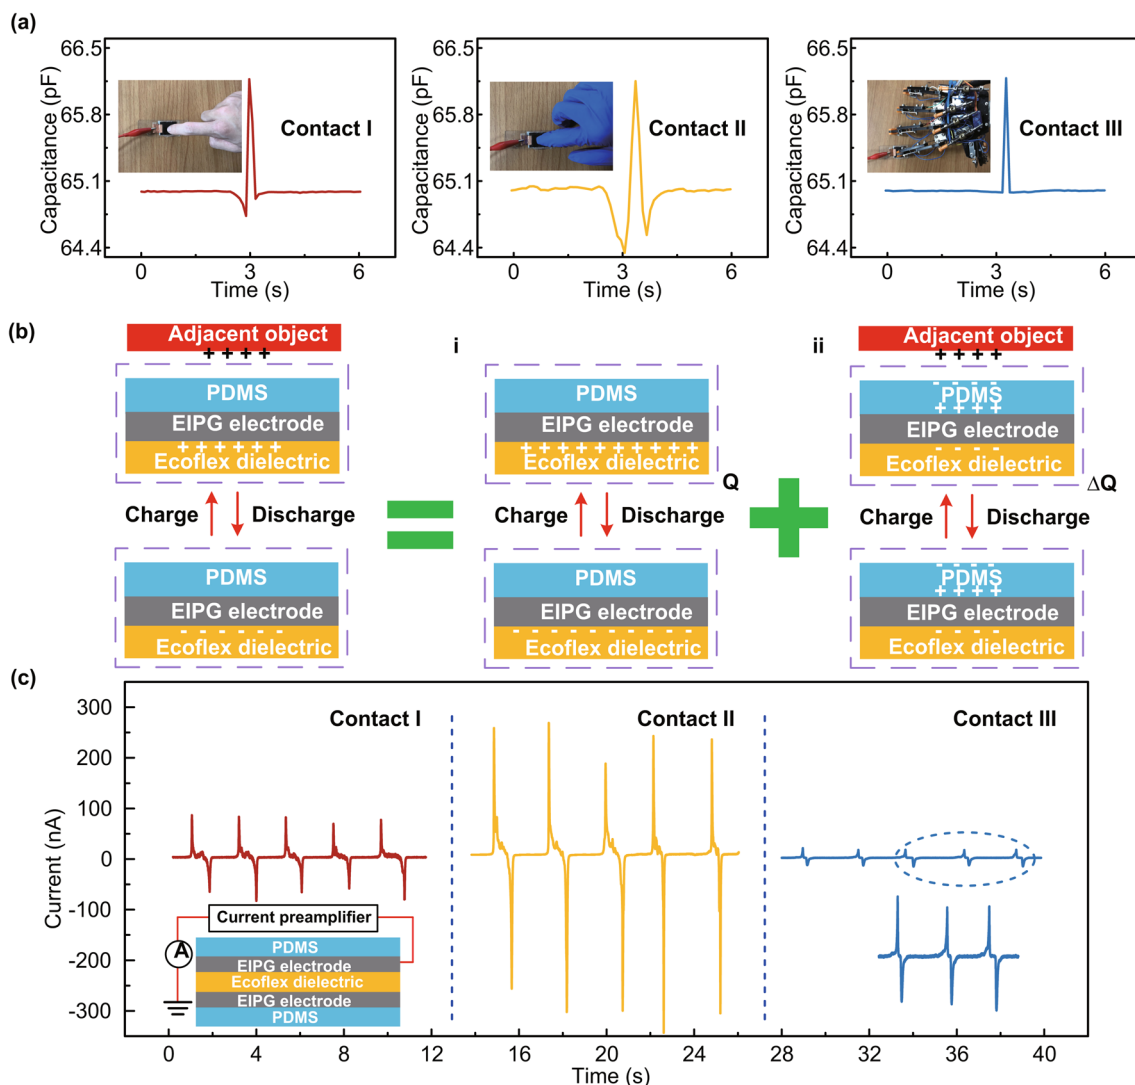 (a)
66.5
65.8
65.1
64.4
Capacitance (pF)
Contact I
0
3
6
Time (s)
66.5
65.8
65.1
64.4
Capacitance (pF)
Contact II
0
3
6
Time (s)
66.5
65.8
65.1
64.4
Capacitance (pF)
Contact III
0
3
6
Time (s)
(b)
Adjacent object
+ + + +
PDMS
EIPG electrode
+ + + + + +
Ecoflex dielectric
Charge
Discharge
PDMS
EIPG electrode
- - - - - -
Ecoflex dielectric
i
PDMS
EIPG electrode
+ + + + + + + + + +
Ecoflex dielectric
Q
Charge
Discharge
PDMS
EIPG electrode
- - - - - - - - - -
Ecoflex dielectric
ii
Adjacent object
+ + + +
- - - -
PDMS
+ + + +
EIPG electrode
- - - -
Ecoflex dielectric
ΔQ
Charge
Discharge
- - - -
PDMS
+ + + +
EIPG electrode
- - - -
Ecoflex dielectric
(c)
300
200
100
0
-100
-200
-300
Current (nA)
Contact I
Contact II
Contact III
Current preamplifier
A
PDMS
EIPG electrode
Ecoflex dielectric
EIPG electrode
PDMS
0
4
8
12
16
20
24
28
32
36
40
Time (s)